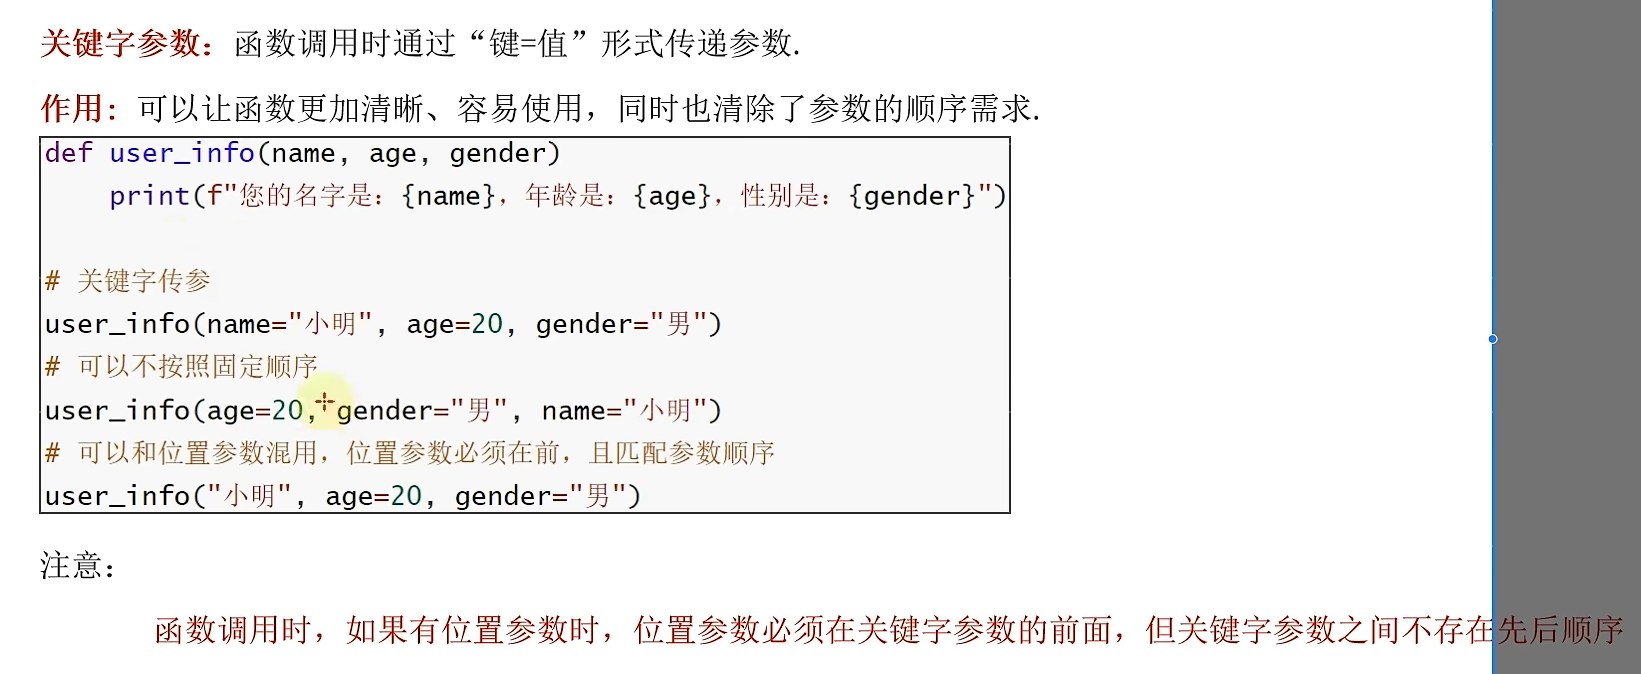 关键字参数：函数调用时通过“键=值”形式传递参数.
作用：可以让函数更加清晰、容易使用，同时也清除了参数的顺序需求.
def user_info(name, age, gender)
    print(f"您的名字是：{name}，年龄是：{age}，性别是：{gender}")
# 关键字传参
user_info(name="小明", age=20, gender="男")
# 可以不按照固定顺序
user_info(age=20, gender="男", name="小明")
# 可以和位置参数混用，位置参数必须在前，且匹配参数顺序
user_info("小明", age=20, gender="男")
注意：
函数调用时，如果有位置参数时，位置参数必须在关键字参数的前面，但关键字参数之间不存在先后顺序